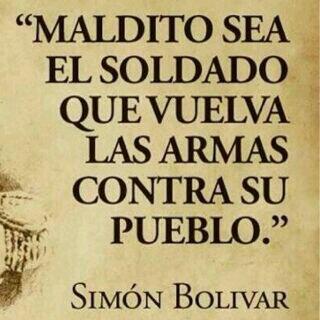 “MALDITO SEA
EL SOLDADO
QUE VUELVA
LAS ARMAS
CONTRA SU
PUEBLO.”
SIMÓN BOLIVAR